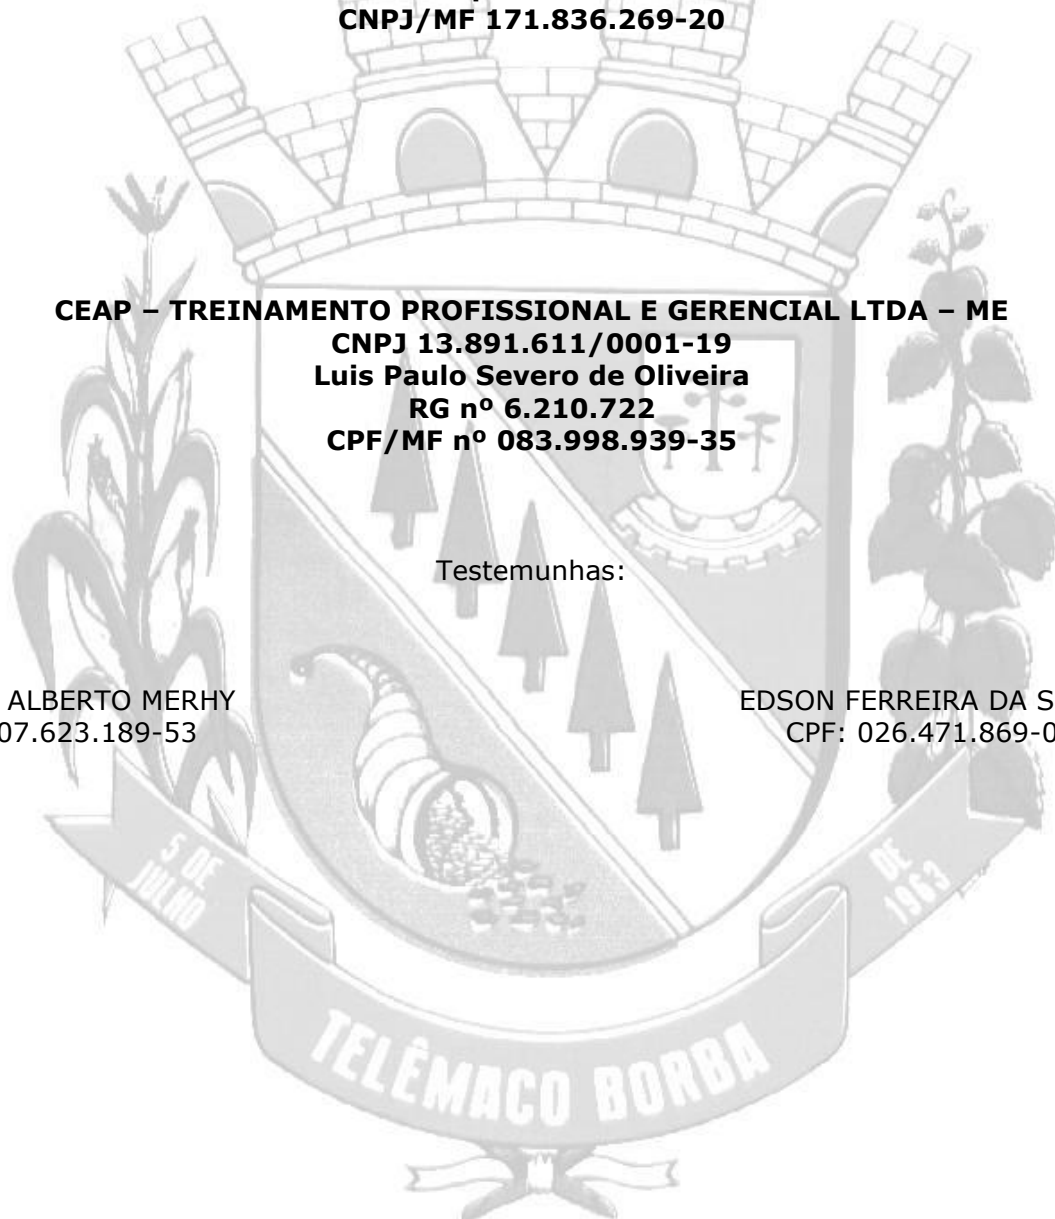 CNPJ/MF 171.836.269-20
CEAP – TREINAMENTO PROFISSIONAL E GERENCIAL LTDA – ME
CNPJ 13.891.611/0001-19
Luis Paulo Severo de Oliveira
RG nº 6.210.722
CPF/MF nº 083.998.939-35
Testemunhas:
ALBERTO MERHY
07.623.189-53
EDSON FERREIRA DA S
CPF: 026.471.869-0
5 DE
JULHO
DE
1963
TELÊMACO BORBA